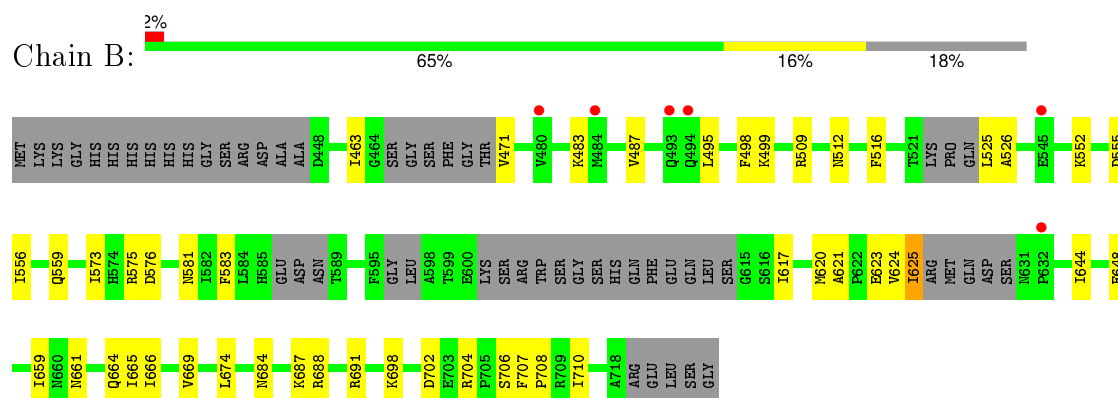 2%
Chain B:
65% 16% 18%
MET LYS LYS GLY HIS HIS HIS HIS HIS HIS GLY SER ARG ASP ALA ALA D448 I463 G464 SER GLY SER PHE GLY THR V471 V480 K483 M484 V487 Q493 Q494 L495 F498 K499 R509 N512 F516 T521 LYS PRO GLN L525 A526 E545 K552 D555
I556 Q559 I573 H574 R575 D576 N581 I582 F583 L584 H585 GLU ASP ASN T589 F595 GLY LEU A598 T599 E600 LYS SER ARG TRP SER GLY SER HIS GLN PHE GLU GLN LEU SER G615 S616 I617 M620 A621 P622 E623 V624 I625 ARG MET GLN ASP SER N631 P632 I644
I659 N660 N661 Q664 I665 I666 V669 L674 N684 K687 R688 R691 K698 D702 E703 R704 P705 S706 F707 P708 R709 I710 A718 ARG GLU LEU SER GLY